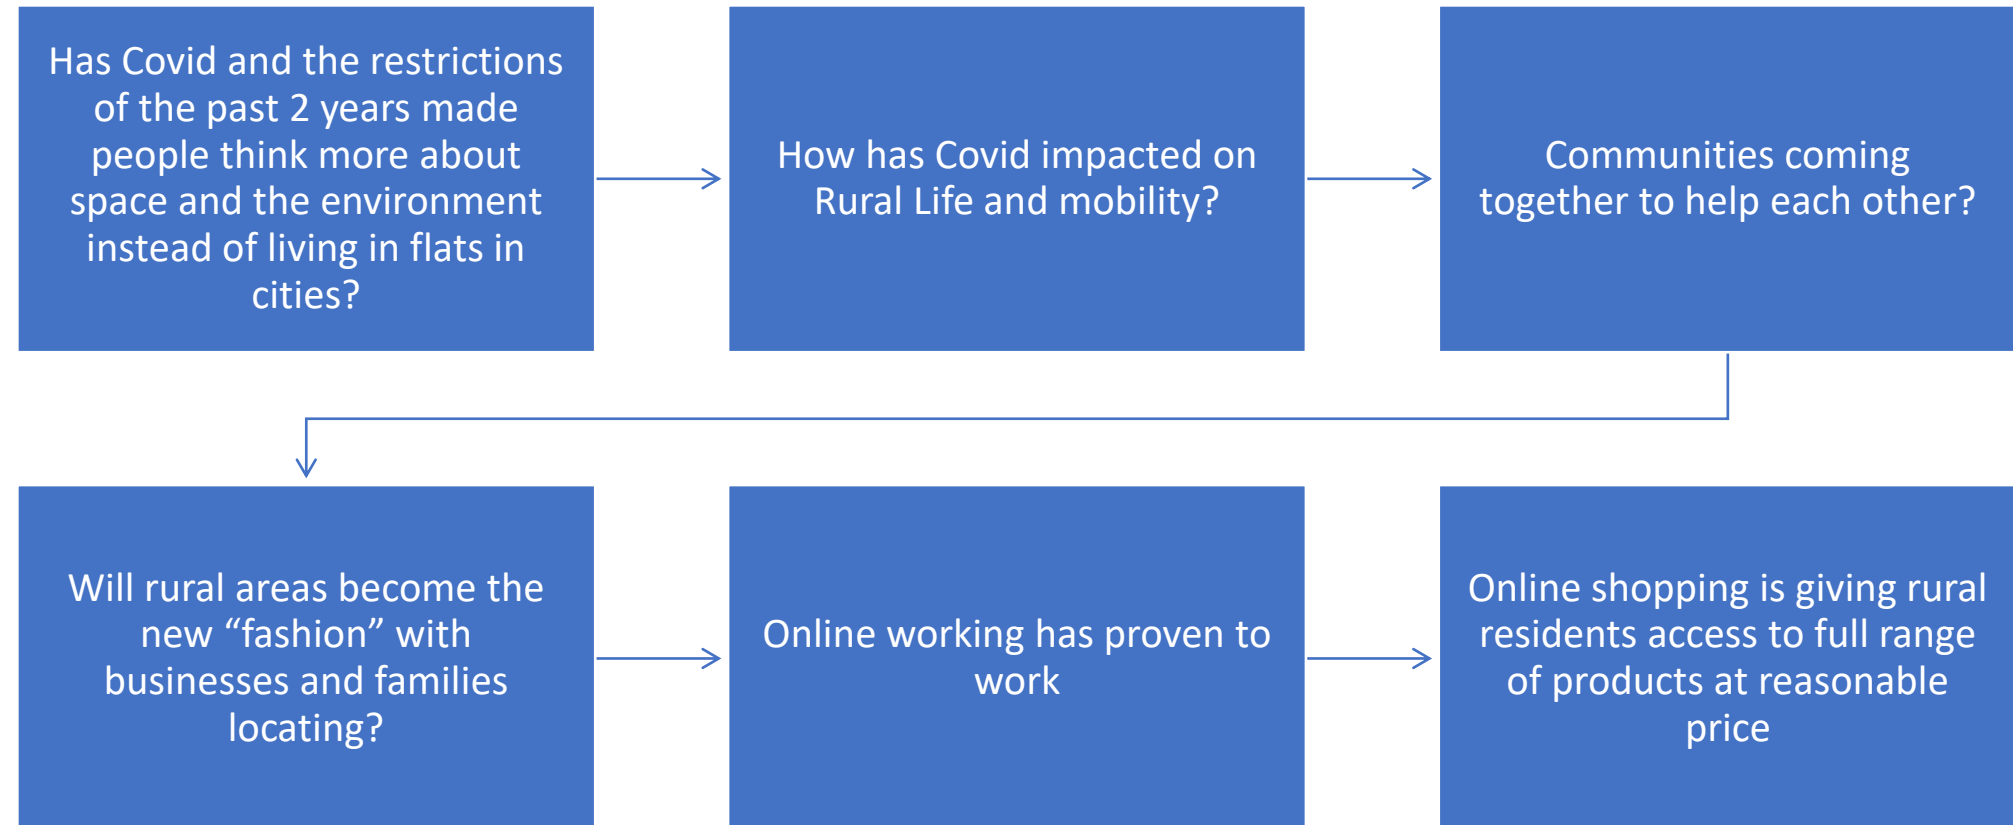 Has Covid and the restrictions
of the past 2 years made
people think more about
space and the environment
instead of living in flats in
cities?
How has Covid impacted on
Rural Life and mobility?
Communities coming
together to help each other?
Will rural areas become the
new “fashion” with
businesses and families
locating?
Online working has proven to
work
Online shopping is giving rural
residents access to full range
of products at reasonable
price